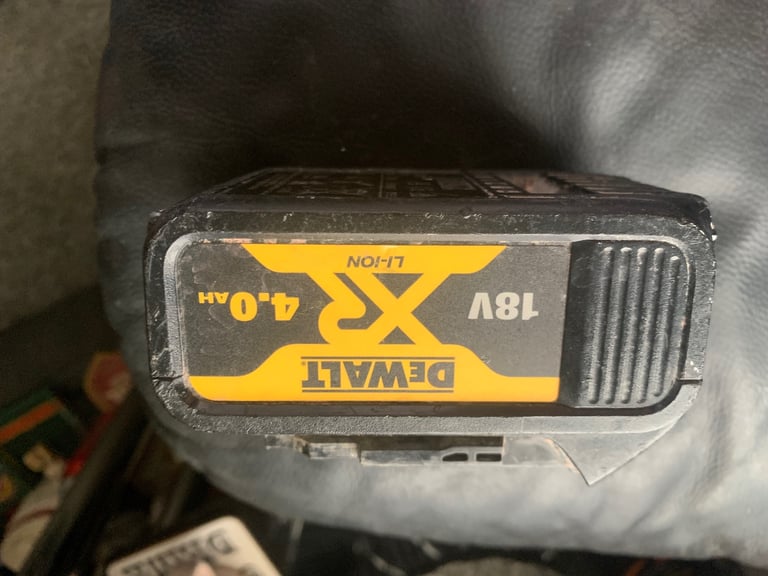 DEWALT
18V XR 4.0AH
LI-ION